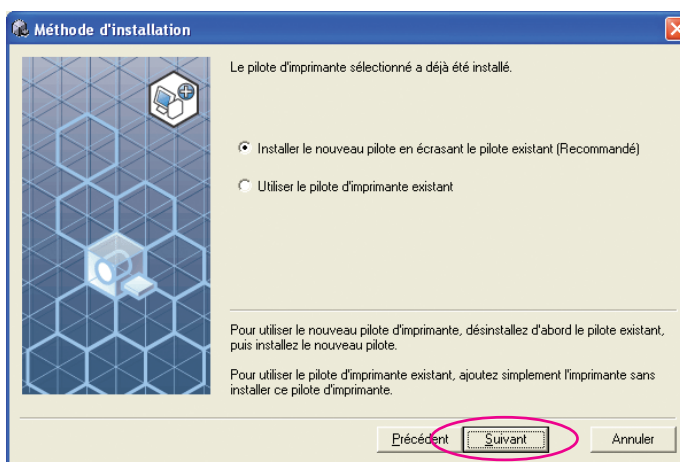 Méthode d'installation
Le pilote d'imprimante sélectionné a déjà été installé.
Installer le nouveau pilote en écrasant le pilote existant (Recommandé)
Utiliser le pilote d'imprimante existant
Pour utiliser le nouveau pilote d'imprimante, désinstallez d'abord le pilote existant,
puis installez le nouveau pilote.
Pour utiliser le pilote d'imprimante existant, ajoutez simplement l'imprimante sans
installer ce pilote d'imprimante.
Précédent Suivant Annuler